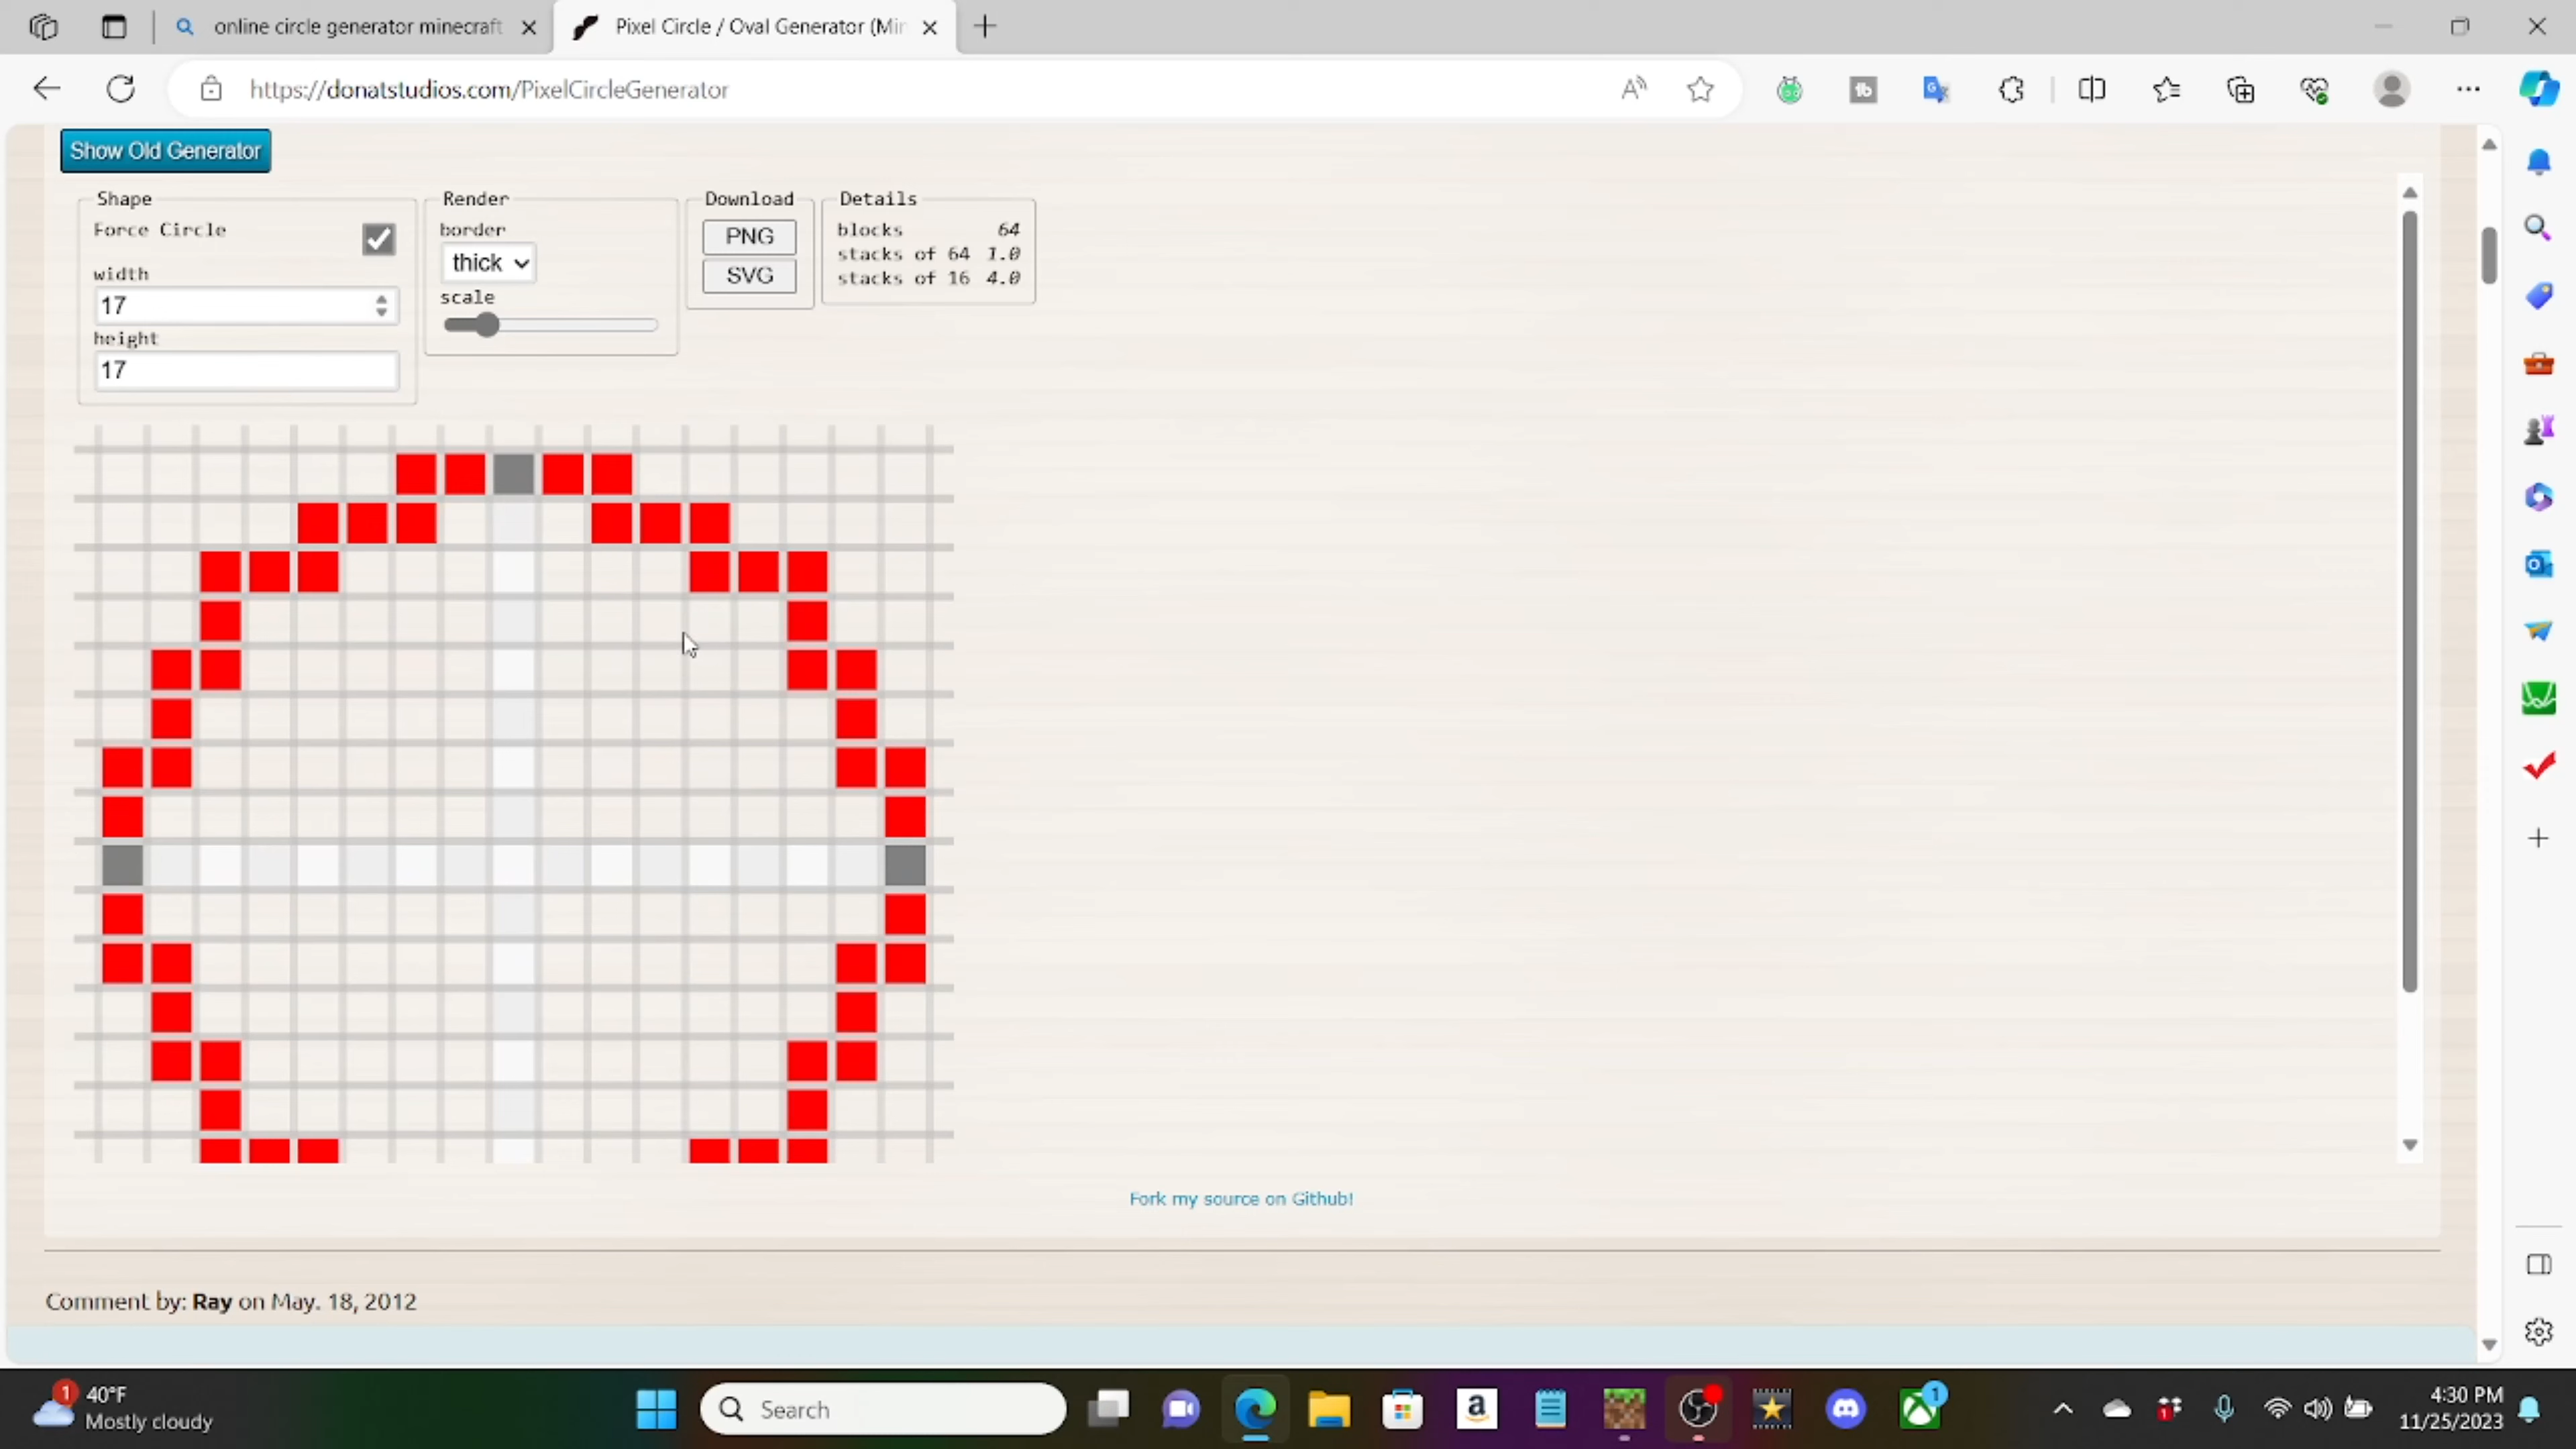 online circle generator minecraft
Pixel Circle / Oval Generator (Mir
https://donatstudios.com/PixelCircleGenerator
Show Old Generator
Shape
Force Circle
width
17
height
17
Render
border
thick
scale
Download
PNG
SVG
Details
blocks 64
stacks of 64 1.0
stacks of 16 4.0
Fork my source on Github!
Comment by: Ray on May. 18, 2012
1
40°F
Mostly cloudy
Search
1
4:30 PM
11/25/2023